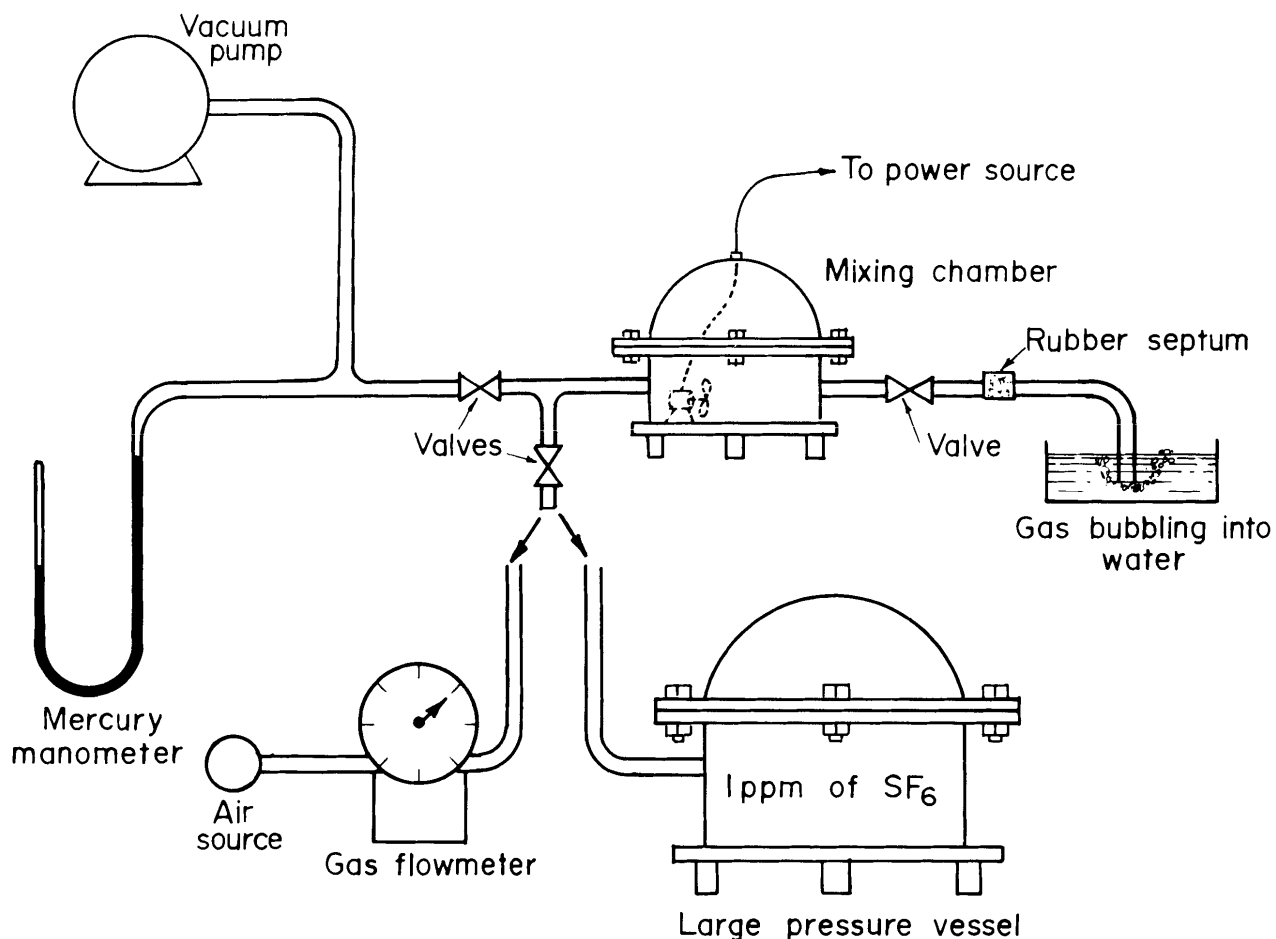 Vacuum
pump
To power source
Mixing chamber
Rubber septum
Valves
Valve
Gas bubbling into
water
Mercury
manometer
Air
source
Gas flowmeter
1ppm of SF₆
Large pressure vessel